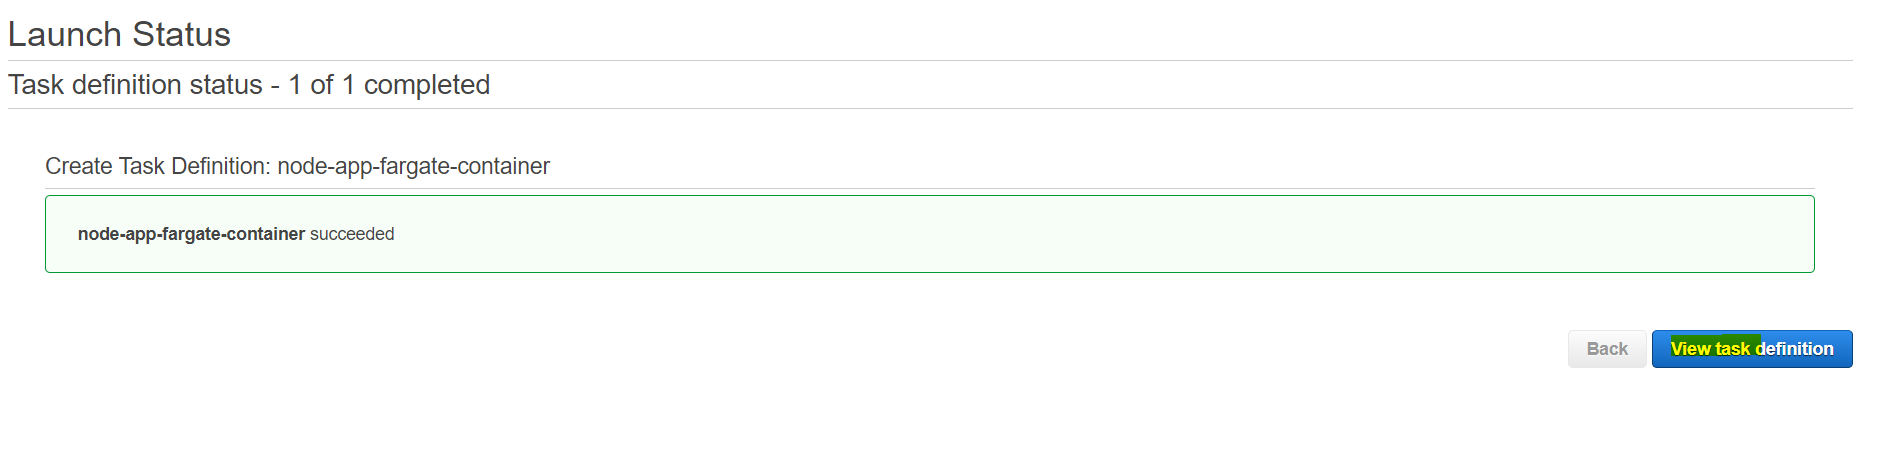 Launch Status
Task definition status - 1 of 1 completed
Create Task Definition: node-app-fargate-container
node-app-fargate-container succeeded
Back
View task definition